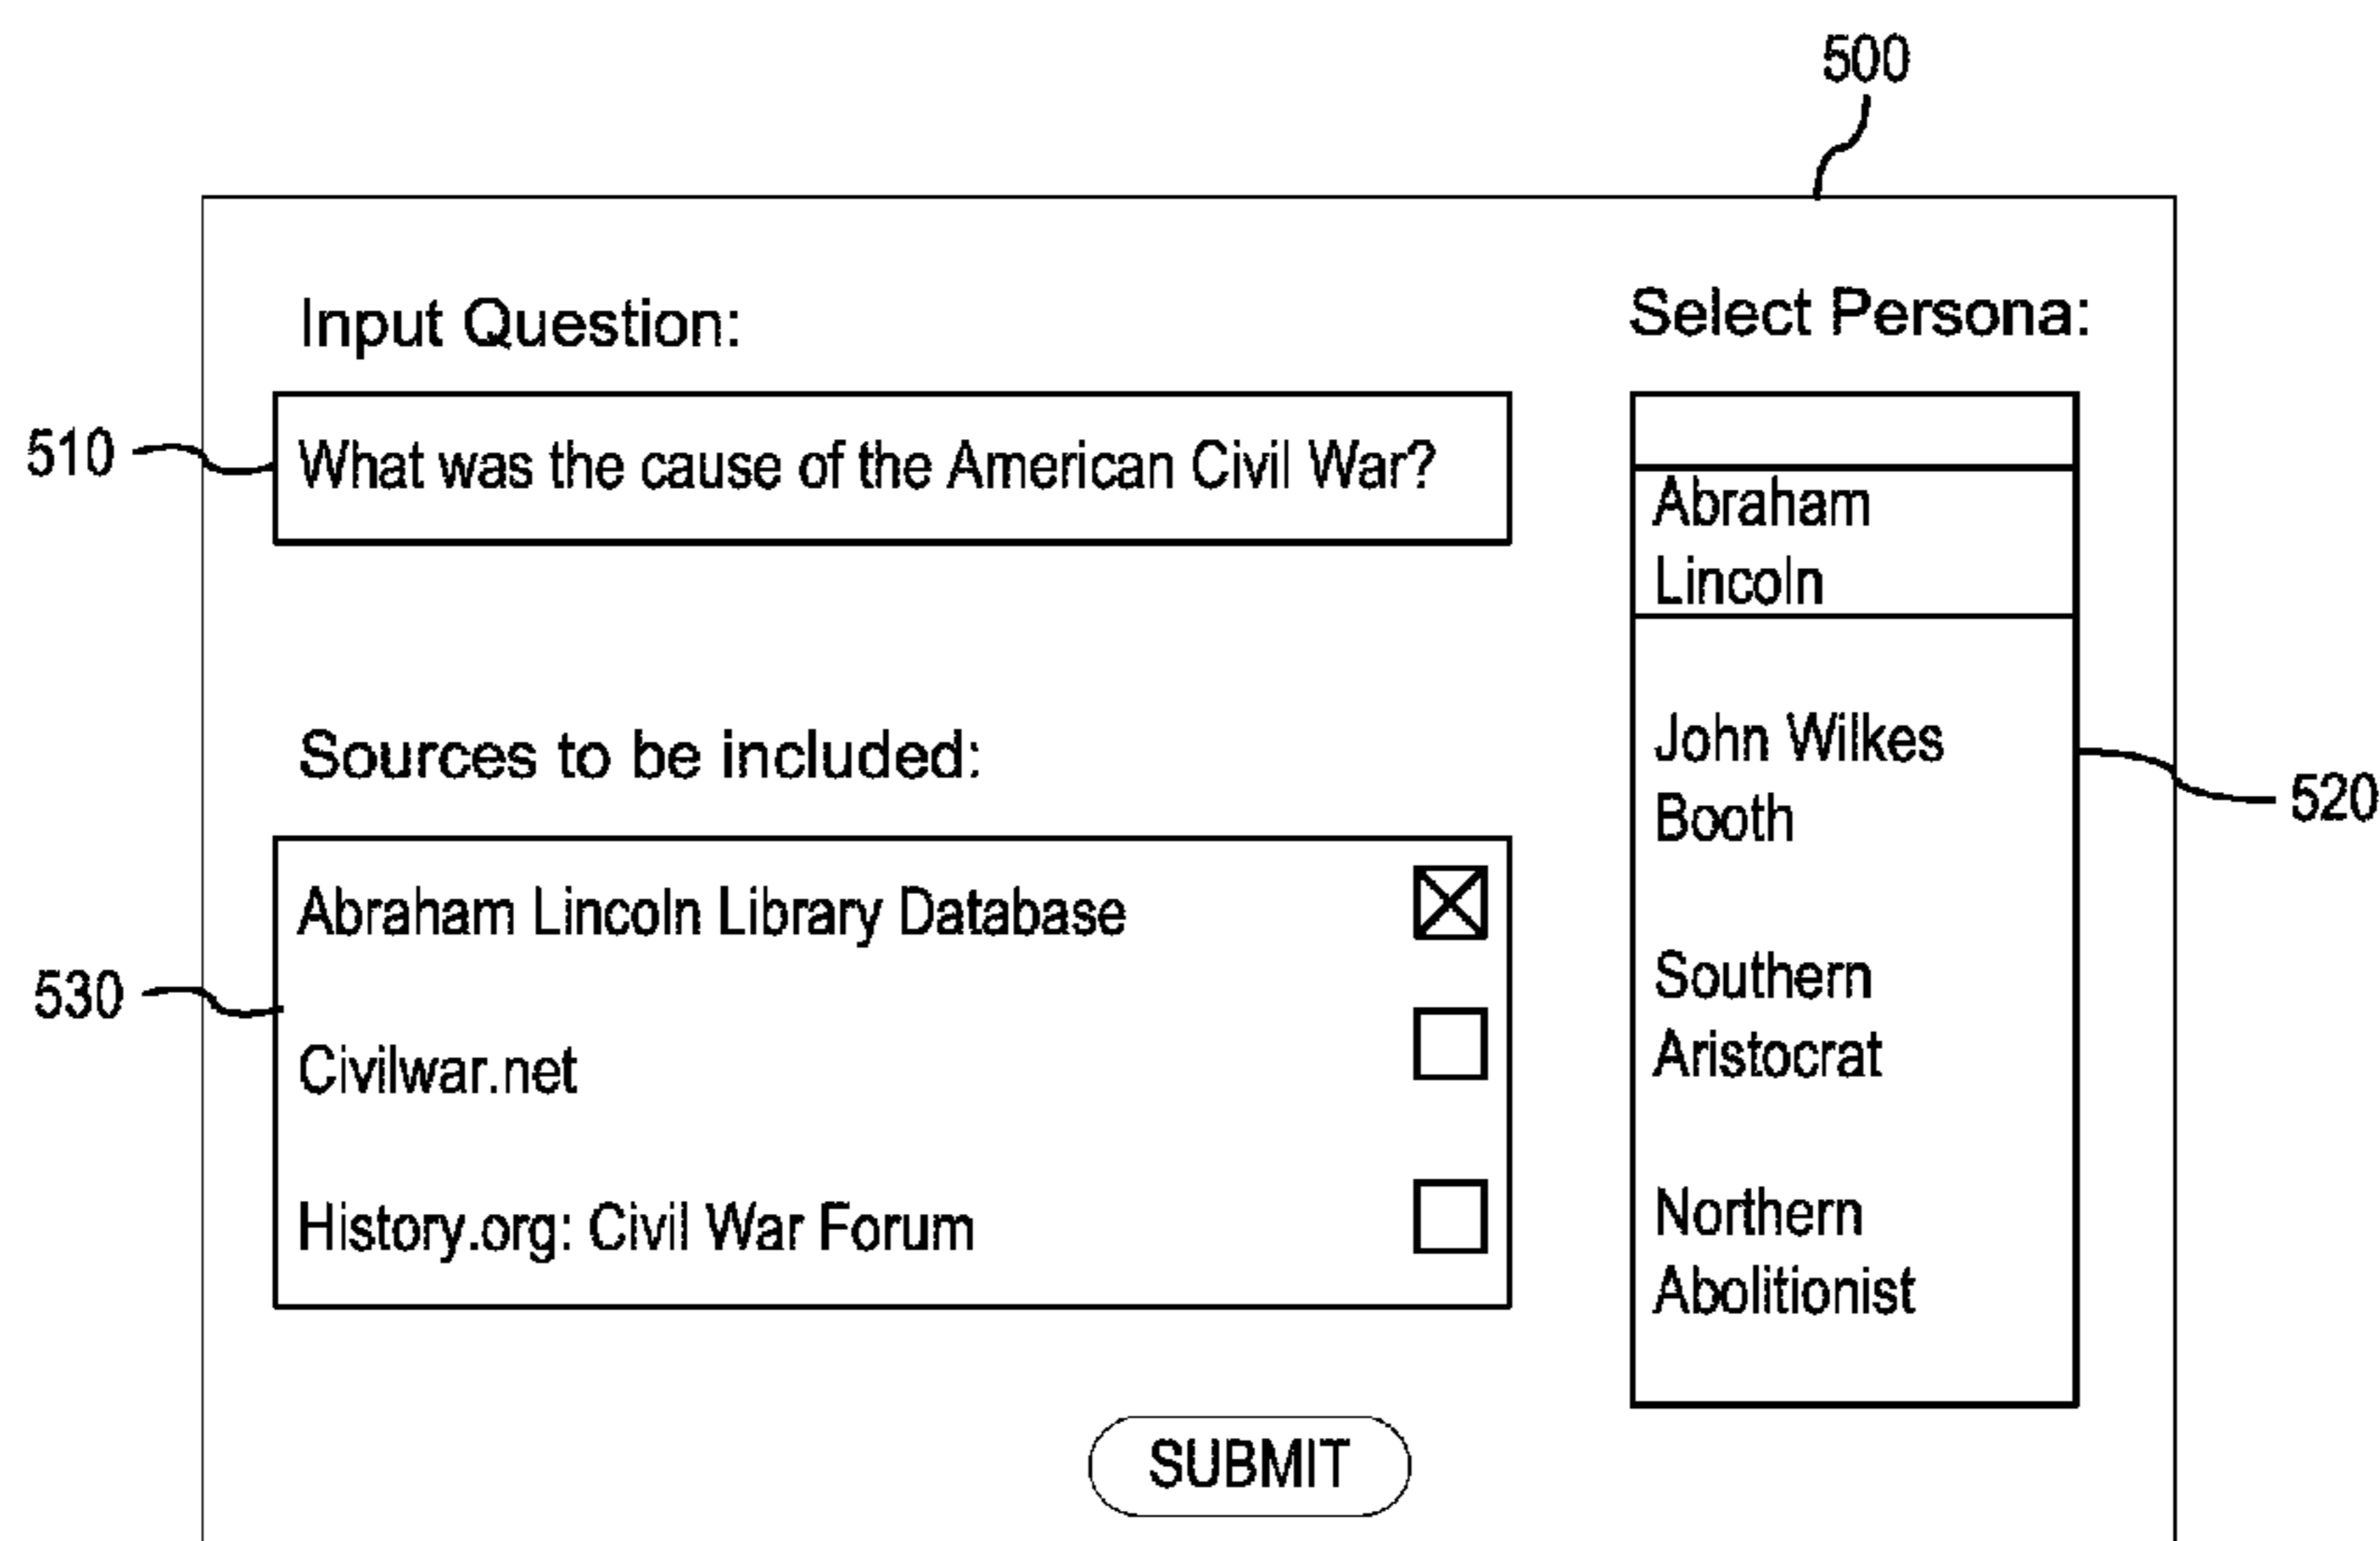 500
Input Question:
Select Persona:
510
What was the cause of the American Civil War?
Abraham
Lincoln
John Wilkes
Booth
Southern
Aristocrat
Northern
Abolitionist
520
Sources to be included:
530
Abraham Lincoln Library Database
Civilwar.net
History.org: Civil War Forum
SUBMIT